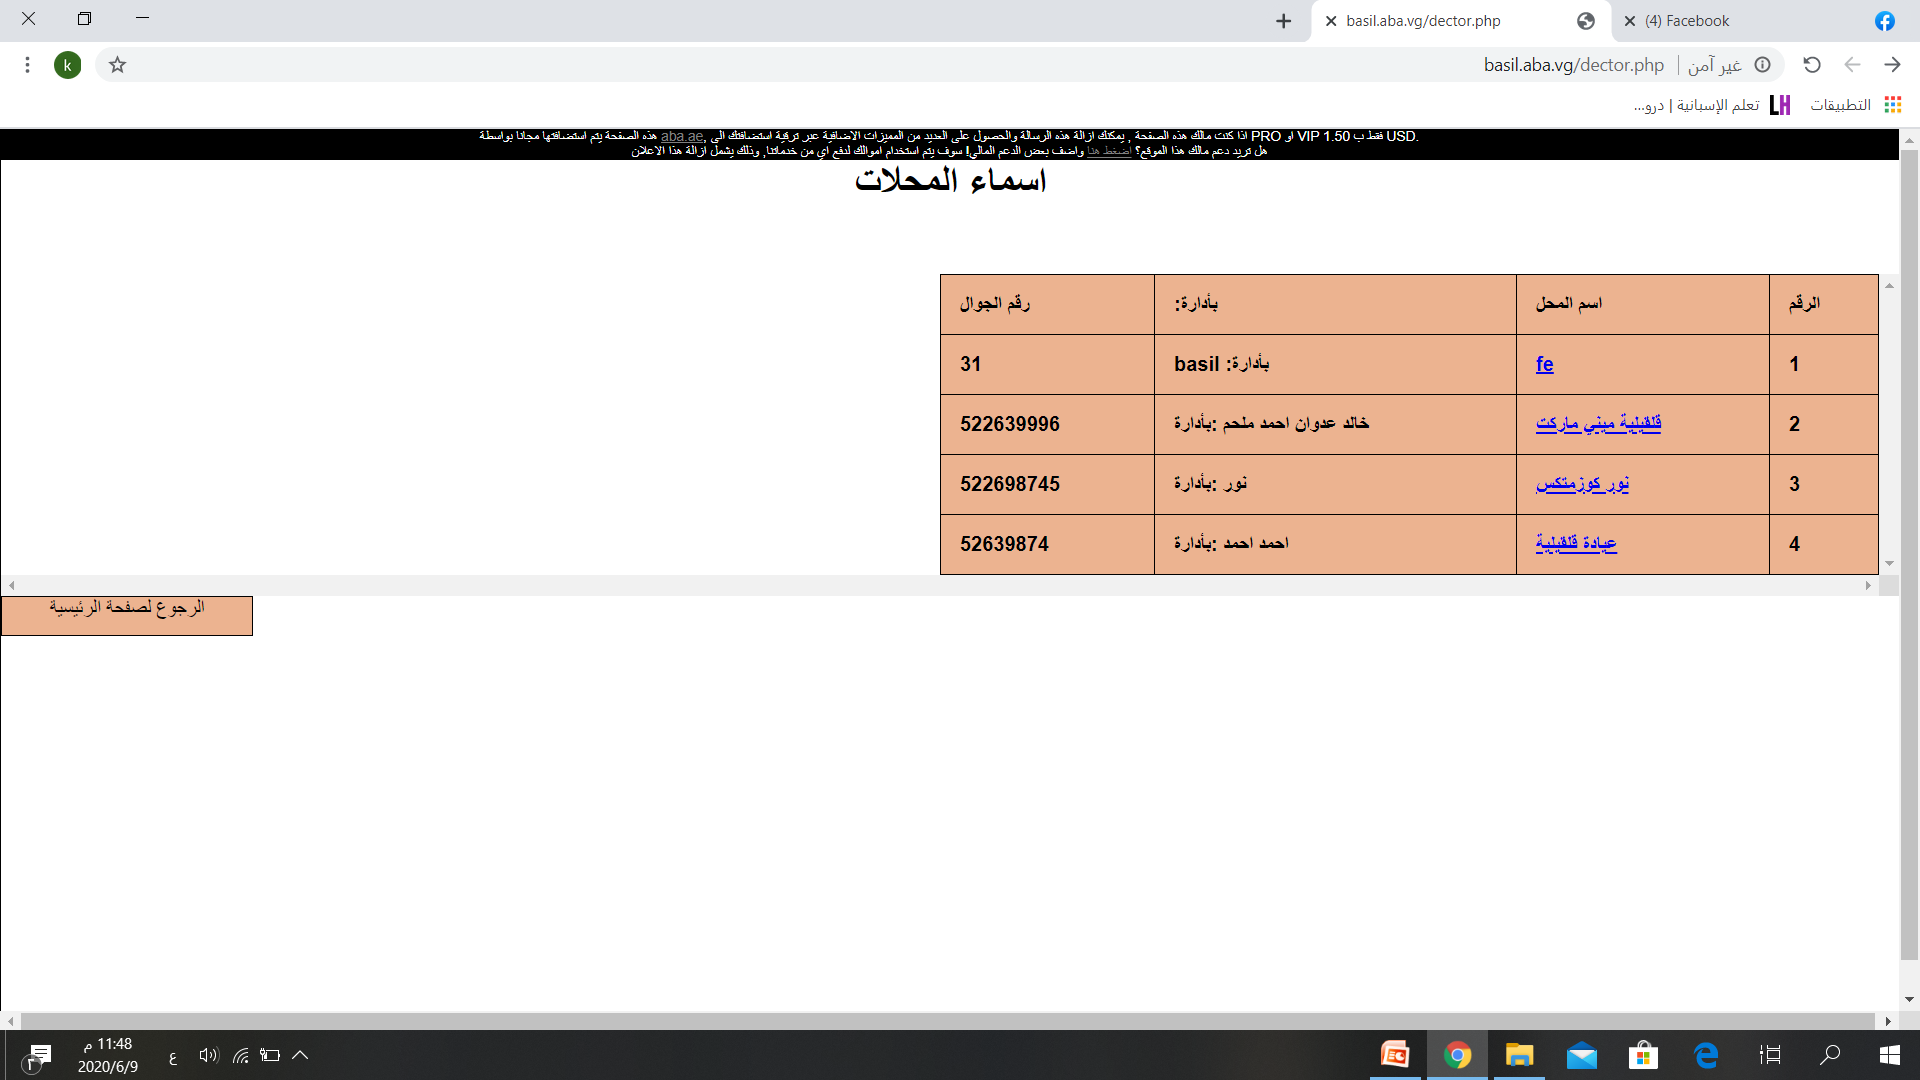 (4) Facebook
basil.aba.vg/dector.php
غير آمن | basil.aba.vg/dector.php
k
التطبيقات
تعلم الإسبانية | درو...
هذه الصفحة يتم استضافتها مجانا بواسطة aba.ae, اذا كنت مالك هذه الصفحة , يمكنك ازالة هذه الرسالة والحصول على العديد من المميزات الاضافية عبر ترقية استضافتك الى PRO او VIP فقط ب 1.50 USD.
هل تريد دعم مالك هذا الموقع؟ اضغط هنا واضف بعض الدعم المالي! سوف يتم استخدام اموالك لدفع اي من خدماتنا, وذلك يشمل ازالة هذا الاعلان
اسماء المحلات
الرقم اسم المحل بأدارة: رقم الجوال
1 fe بأدارة: basil 31
2 قلقيلية ميني ماركت خالد عدوان احمد ملحم :بأدارة 522639996
3 نور كوزمتكس نور :بأدارة 522698745
4 عيادة قلقيلية احمد احمد :بأدارة 52639874
الرجوع لصفحة الرئيسية
ع
11:48 م
2020/6/9
٣